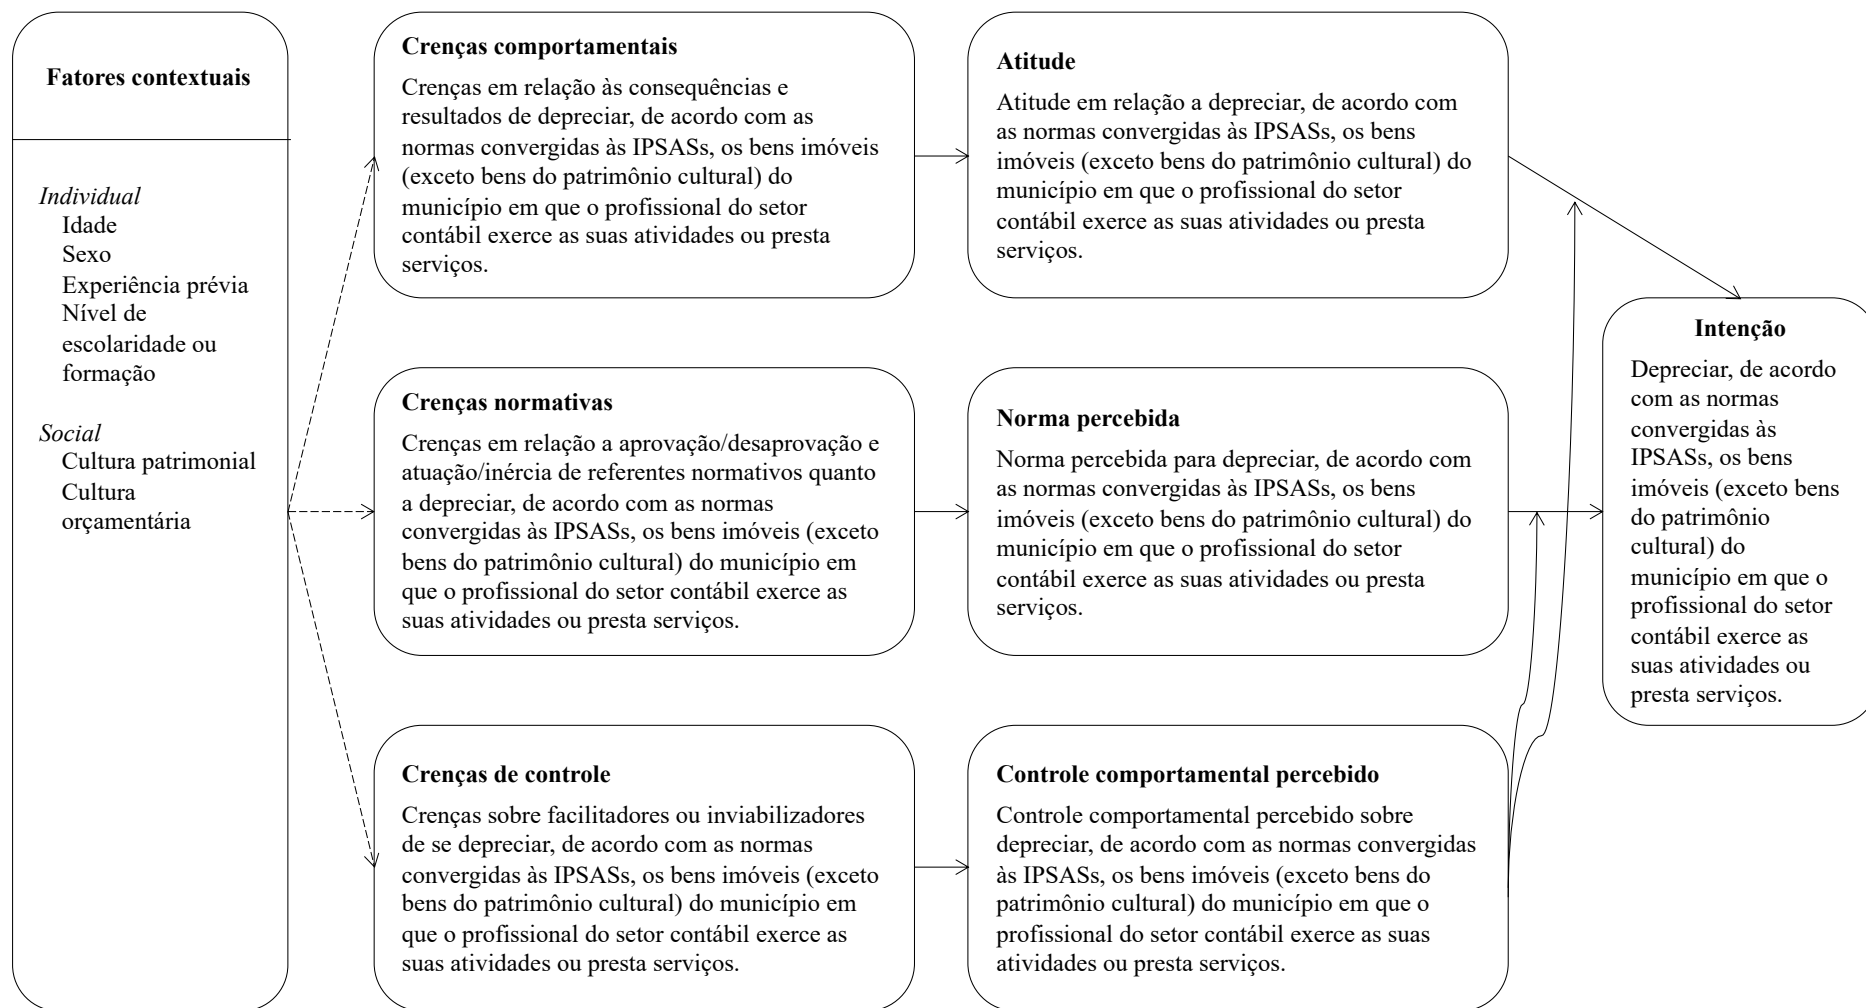 Fatores contextuais
Individual
Idade
Sexo
Experiência prévia
Nível de
escolaridade ou
formação
Social
Cultura patrimonial
Cultura
orçamentária
Crenças comportamentais
Crenças em relação às consequências e
resultados de depreciar, de acordo com as
normas convergidas às IPSASs, os bens imóveis
(exceto bens do patrimônio cultural) do
município em que o profissional do setor
contábil exerce as suas atividades ou presta
serviços.
Atitude
Atitude em relação a depreciar, de acordo com
as normas convergidas às IPSASs, os bens
imóveis (exceto bens do patrimônio cultural) do
município em que o profissional do setor
contábil exerce as suas atividades ou presta
serviços.
Crenças normativas
Crenças em relação a aprovação/desaprovação e
atuação/inércia de referentes normativos quanto
a depreciar, de acordo com as normas
convergidas às IPSASs, os bens imóveis (exceto
bens do patrimônio cultural) do município em
que o profissional do setor contábil exerce as
suas atividades ou presta serviços.
Norma percebida
Norma percebida para depreciar, de acordo com
as normas convergidas às IPSASs, os bens
imóveis (exceto bens do patrimônio cultural) do
município em que o profissional do setor
contábil exerce as suas atividades ou presta
serviços.
Crenças de controle
Crenças sobre facilitadores ou inviabilizadores
de se depreciar, de acordo com as normas
convergidas às IPSASs, os bens imóveis (exceto
bens do patrimônio cultural) do município em
que o profissional do setor contábil exerce as
suas atividades ou presta serviços.
Controle comportamental percebido
Controle comportamental percebido sobre
depreciar, de acordo com as normas convergidas
às IPSASs, os bens imóveis (exceto bens do
patrimônio cultural) do município em que o
profissional do setor contábil exerce as suas
atividades ou presta serviços.
Intenção
Depreciar, de acordo
com as normas
convergidas às
IPSASs, os bens
imóveis (exceto bens
do patrimônio
cultural) do
município em que o
profissional do setor
contábil exerce as
suas atividades ou
presta serviços.